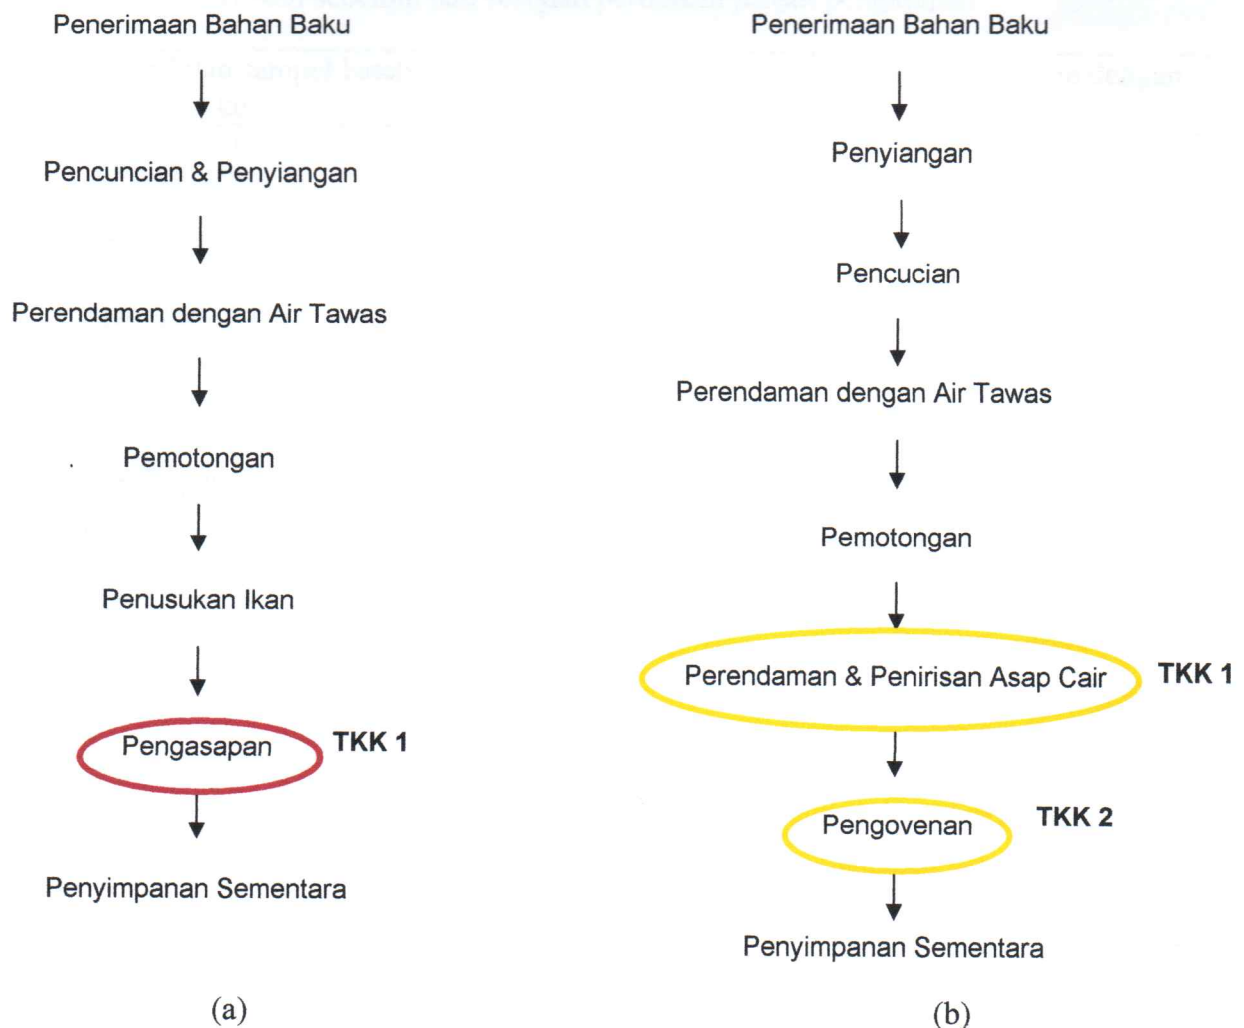 Penerimaan Bahan Baku
Pencuncian & Penyiangan
Perendaman dengan Air Tawas
Pemotongan
Penusukan Ikan
Pengasapan
TKK 1
Penyimpanan Sementara
(a)
Penerimaan Bahan Baku
Penyiangan
Pencucian
Perendaman dengan Air Tawas
Pemotongan
Perendaman & Penirisan Asap Cair
TKK 1
Pengovenan
TKK 2
Penyimpanan Sementara
(b)